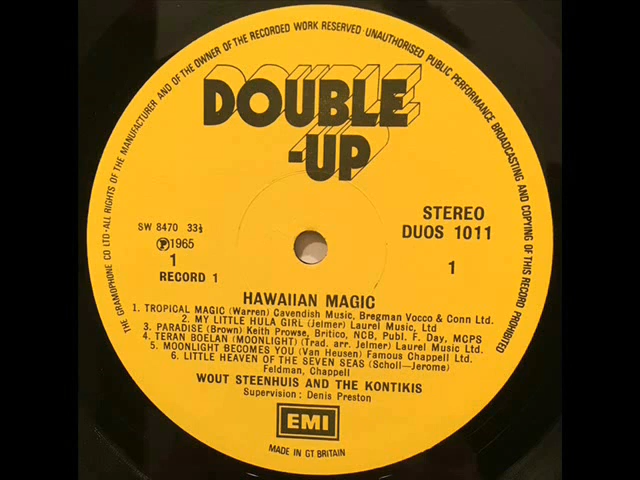 THE GRAMOPHONE CO LTD·ALL RIGHTS OF THE MANUFACTURER AND OF THE OWNER OF THE RECORDED WORK RESERVED·UNAUTHORISED PUBLIC PERFORMANCE BROADCASTING AND COPYING OF THIS RECORD PROHIBITED
DOUBLE
-UP
STEREO
DUOS 1011
SW 8470 33⅓
Ⓟ1965
1
RECORD 1
1
HAWAIIAN MAGIC
1. TROPICAL MAGIC (Warren) Cavendish Music, Bregman Vocco & Conn Ltd.
2. MY LITTLE HULA GIRL (Jelmer) Laurel Music, Ltd
3. PARADISE (Brown) Keith Prowse, Britico, NCB, Publ. F. Day, MCPS
4. TERAN BOELAN (MOONLIGHT) (Trad. arr. Jelmer) Laurel Music Ltd.
5. MOONLIGHT BECOMES YOU (Van Heusen) Famous Chappell Ltd.
6. LITTLE HEAVEN OF THE SEVEN SEAS (Scholl—Jerome)
Feldman, Chappell
WOUT STEENHUIS AND THE KONTIKIS
Supervision: Denis Preston
EMI
MADE IN GT BRITAIN